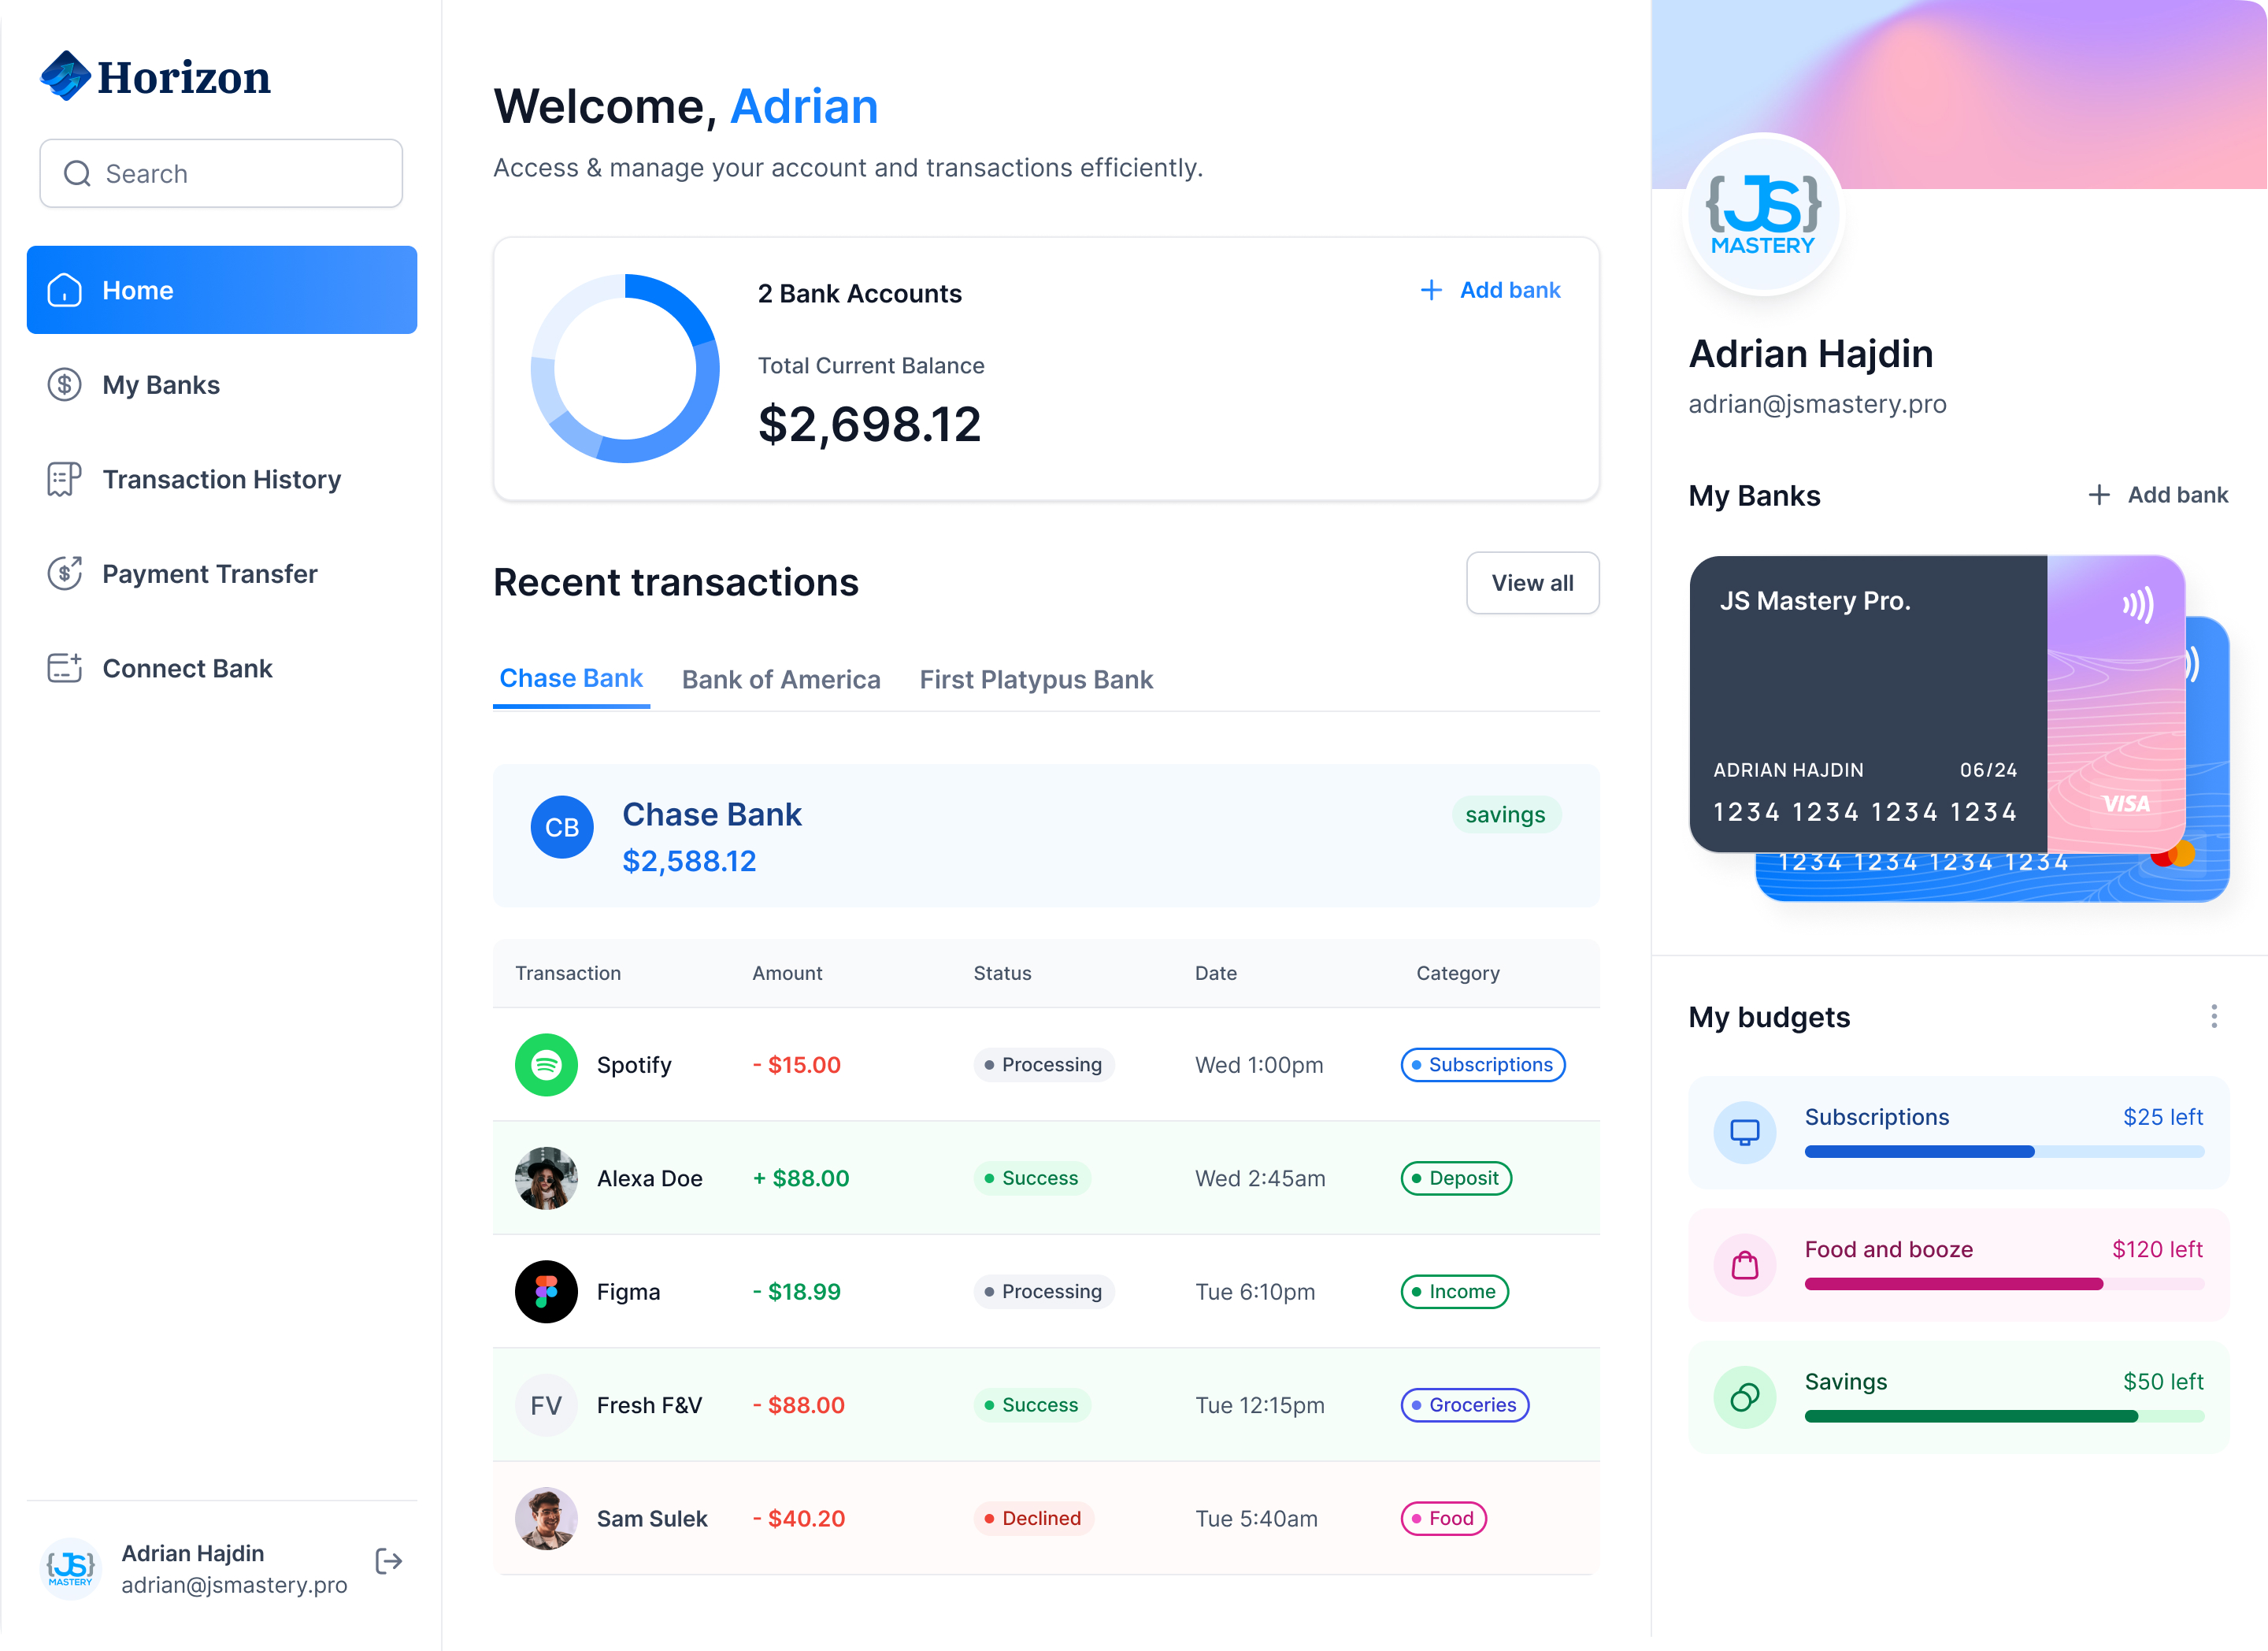 Horizon
Search
Home
My Banks
Transaction History
Payment Transfer
Connect Bank
{JS}
MASTERY
Adrian Hajdin
adrian@jsmastery.pro
Welcome, Adrian
Access & manage your account and transactions efficiently.
2 Bank Accounts
+ Add bank
Total Current Balance
$2,698.12
Recent transactions
View all
Chase Bank Bank of America First Platypus Bank
CB
Chase Bank
savings
$2,588.12
Transaction Amount Status Date Category
Spotify - $15.00 Processing Wed 1:00pm Subscriptions
Alexa Doe + $88.00 Success Wed 2:45am Deposit
Figma - $18.99 Processing Tue 6:10pm Income
FV Fresh F&V - $88.00 Success Tue 12:15pm Groceries
Sam Sulek - $40.20 Declined Tue 5:40am Food
{JS}
MASTERY
Adrian Hajdin
adrian@jsmastery.pro
My Banks
+ Add bank
JS Mastery Pro.
ADRIAN HAJDIN 06/24
1234 1234 1234 1234
VISA
1234 1234 1234 1234
My budgets
Subscriptions $25 left
Food and booze $120 left
Savings $50 left